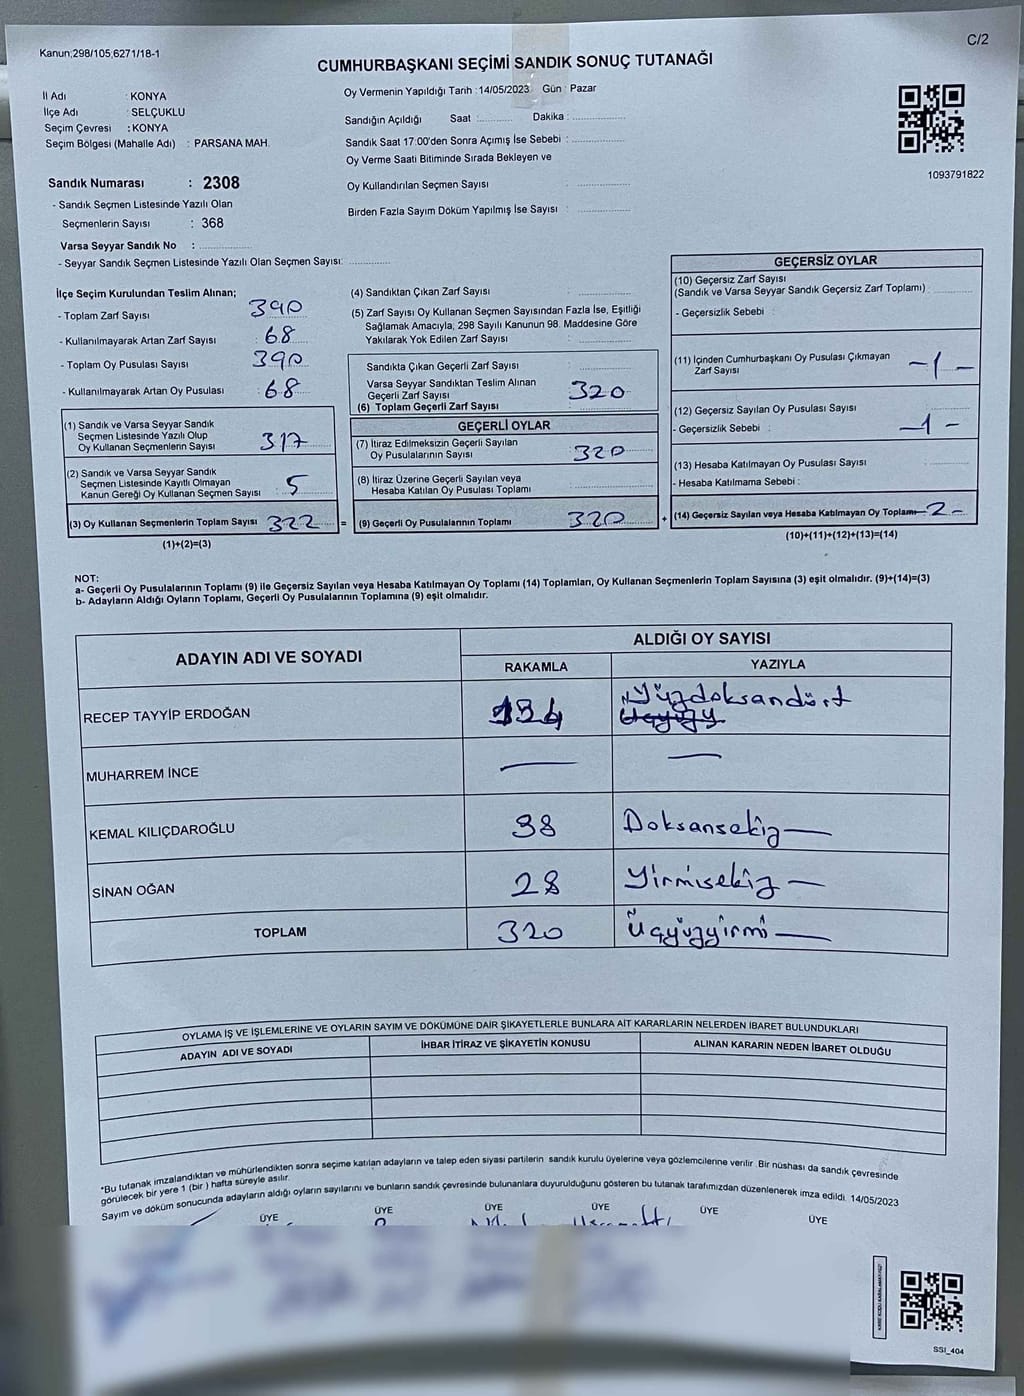 Kanun;298/105;6271/18-1
C/2
CUMHURBAŞKANI SEÇİMİ SANDIK SONUÇ TUTANAĞI
İl Adı : KONYA
İlçe Adı : SELÇUKLU
Seçim Çevresi : KONYA
Seçim Bölgesi (Mahalle Adı) : PARSANA MAH.
Sandık Numarası : 2308
- Sandık Seçmen Listesinde Yazılı Olan
Seçmenlerin Sayısı : 368
Varsa Seyyar Sandık No :
- Seyyar Sandık Seçmen Listesinde Yazılı Olan Seçmen Sayısı:
Oy Vermenin Yapıldığı Tarih : 14/05/2023 Gün : Pazar
Sandığın Açıldığı Saat : Dakika :
Sandık Saat 17:00'den Sonra Açımış İse Sebebi :
Oy Verme Saati Bitiminde Sırada Bekleyen ve
Oy Kullandırılan Seçmen Sayısı :
Birden Fazla Sayım Döküm Yapılmış İse Sayısı :
1093791822
İlçe Seçim Kurulundan Teslim Alınan;
- Toplam Zarf Sayısı : 390
- Kullanılmayarak Artan Zarf Sayısı : 68
- Toplam Oy Pusulası Sayısı : 390
- Kullanılmayarak Artan Oy Pusulası : 68
(1) Sandık ve Varsa Seyyar Sandık
Seçmen Listesinde Yazılı Olup
Oy Kullanan Seçmenlerin Sayısı : 317
(2) Sandık ve Varsa Seyyar Sandık
Seçmen Listesinde Kayıtlı Olmayan
Kanun Gereği Oy Kullanan Seçmen Sayısı : 5
(3) Oy Kullanan Seçmenlerin Toplam Sayısı : 322
(1)+(2)=(3)
=
(4) Sandıktan Çıkan Zarf Sayısı :
(5) Zarf Sayısı Oy Kullanan Seçmen Sayısından Fazla İse, Eşitliği
Sağlamak Amacıyla; 298 Sayılı Kanunun 98. Maddesine Göre
Yakılarak Yok Edilen Zarf Sayısı :
Sandıkta Çıkan Geçerli Zarf Sayısı :
Varsa Seyyar Sandıktan Teslim Alınan
Geçerli Zarf Sayısı :
(6) Toplam Geçerli Zarf Sayısı : 320
GEÇERLİ OYLAR
(7) İtiraz Edilmeksizin Geçerli Sayılan
Oy Pusulalarının Sayısı : 320
(8) İtiraz Üzerine Geçerli Sayılan veya
Hesaba Katılan Oy Pusulası Toplamı :
(9) Geçerli Oy Pusulalarının Toplamı : 320
+
GEÇERSİZ OYLAR
(10) Geçersiz Zarf Sayısı
(Sandık ve Varsa Seyyar Sandık Geçersiz Zarf Toplamı) :
- Geçersizlik Sebebi :
(11) İçinden Cumhurbaşkanı Oy Pusulası Çıkmayan
Zarf Sayısı - 1 -
(12) Geçersiz Sayılan Oy Pusulası Sayısı
- Geçersizlik Sebebi : - 1 -
(13) Hesaba Katılmayan Oy Pusulası Sayısı :
- Hesaba Katılmama Sebebi :
(14) Geçersiz Sayılan veya Hesaba Katılmayan Oy Toplamı - 2 -
(10)+(11)+(12)+(13)=(14)
NOT:
a- Geçerli Oy Pusulalarının Toplamı (9) ile Geçersiz Sayılan veya Hesaba Katılmayan Oy Toplamı (14) Toplamları, Oy Kullanan Seçmenlerin Toplam Sayısına (3) eşit olmalıdır. (9)+(14)=(3)
b- Adayların Aldığı Oyların Toplamı, Geçerli Oy Pusulalarının Toplamına (9) eşit olmalıdır.
ADAYIN ADI VE SOYADI
ALDIĞI OY SAYISI
RAKAMLA YAZIYLA
RECEP TAYYİP ERDOĞAN 194 Yüzdoksandört
MUHARREM İNCE — —
KEMAL KILIÇDAROĞLU 98 Doksansekiz —
SİNAN OĞAN 28 Yirmisekiz —
TOPLAM 320 Üçyüzyirmi —
OYLAMA İŞ VE İŞLEMLERİNE VE OYLARIN SAYIM VE DÖKÜMÜNE DAİR ŞİKAYETLERLE BUNLARA AİT KARARLARIN NELERDEN İBARET BULUNDUKLARI
ADAYIN ADI VE SOYADI İHBAR İTİRAZ VE ŞİKAYETİN KONUSU ALINAN KARARIN NEDEN İBARET OLDUĞU
*Bu tutanak imzalandıktan ve mühürlendikten sonra seçime katılan adayların ve talep eden siyasi partilerin sandık kurulu üyelerine veya gözlemcilerine verilir. Bir nüshası da sandık çevresinde
görülecek bir yere 1 (bir ) hafta süreyle asılır.
Sayım ve döküm sonucunda adayların aldığı oyların sayılarını ve bunların sandık çevresinde bulunanlara duyurulduğunu gösteren bu tutanak tarafımızdan düzenlenerek imza edildi. 14/05/2023
ÜYE ÜYE ÜYE ÜYE ÜYE ÜYE
SSI_404